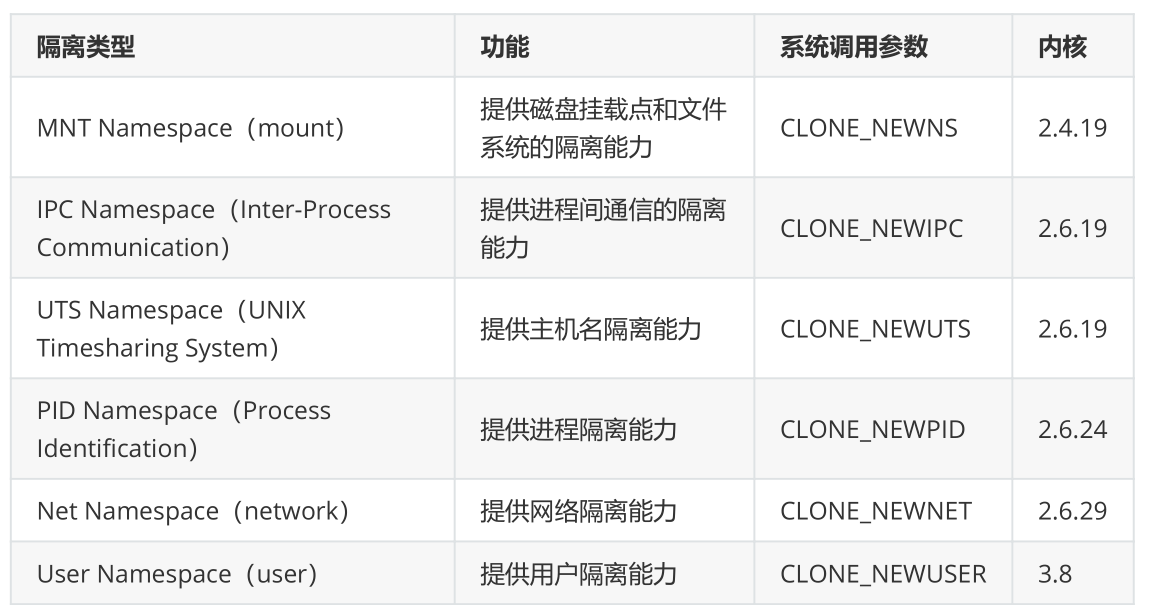 隔离类型 功能 系统调用参数 内核
MNT Namespace（mount） 提供磁盘挂载点和文件系统的隔离能力 CLONE_NEWNS 2.4.19
IPC Namespace（Inter-Process Communication） 提供进程间通信的隔离能力 CLONE_NEWIPC 2.6.19
UTS Namespace（UNIX Timesharing System） 提供主机名隔离能力 CLONE_NEWUTS 2.6.19
PID Namespace（Process Identification） 提供进程隔离能力 CLONE_NEWPID 2.6.24
Net Namespace（network） 提供网络隔离能力 CLONE_NEWNET 2.6.29
User Namespace（user） 提供用户隔离能力 CLONE_NEWUSER 3.8